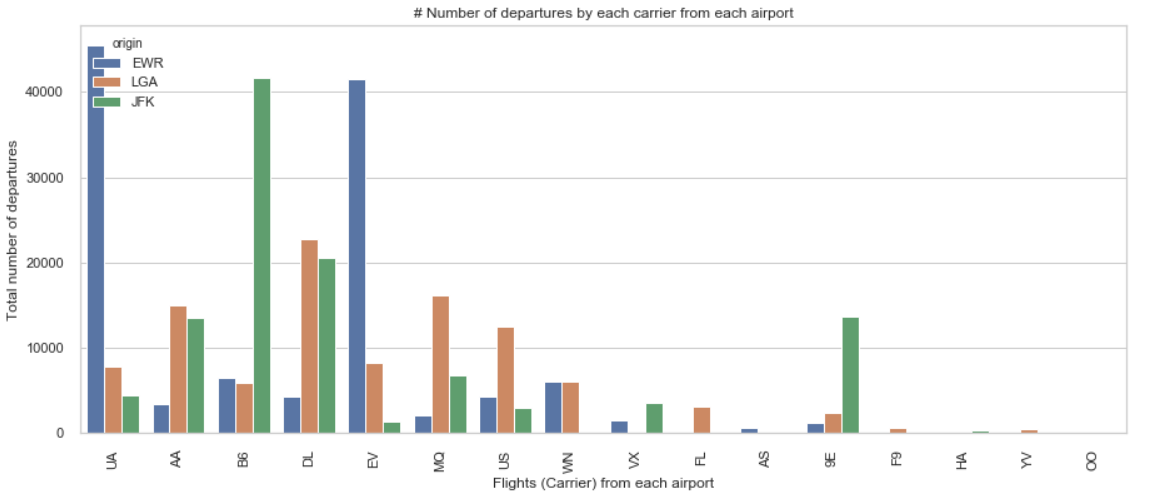 # Number of departures by each carrier from each airport
origin
EWR
LGA
JFK
Total number of departures
40000
30000
20000
10000
0
UA AA B6 DL EV MQ US WN VX FL AS 9E F9 HA YV OO
Flights (Carrier) from each airport